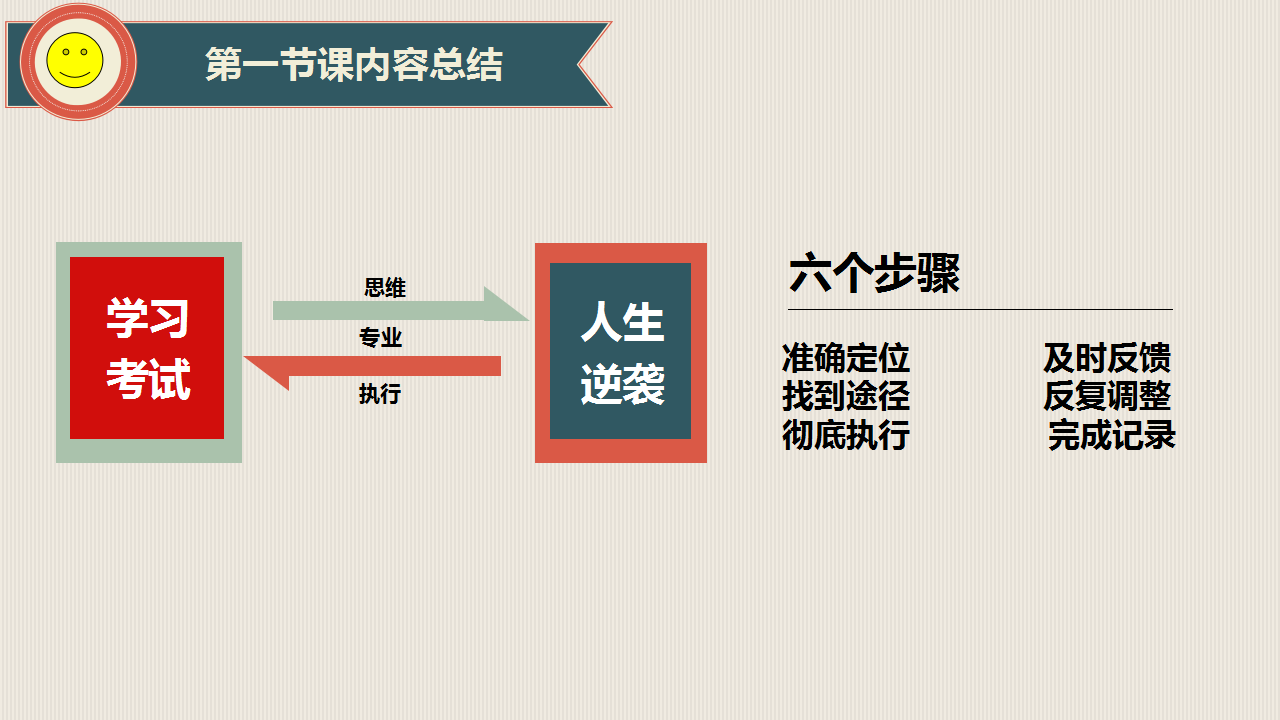 第一节课内容总结
学习
考试
思维
专业
执行
人生
逆袭
六个步骤
准确定位 及时反馈
找到途径 反复调整
彻底执行 完成记录